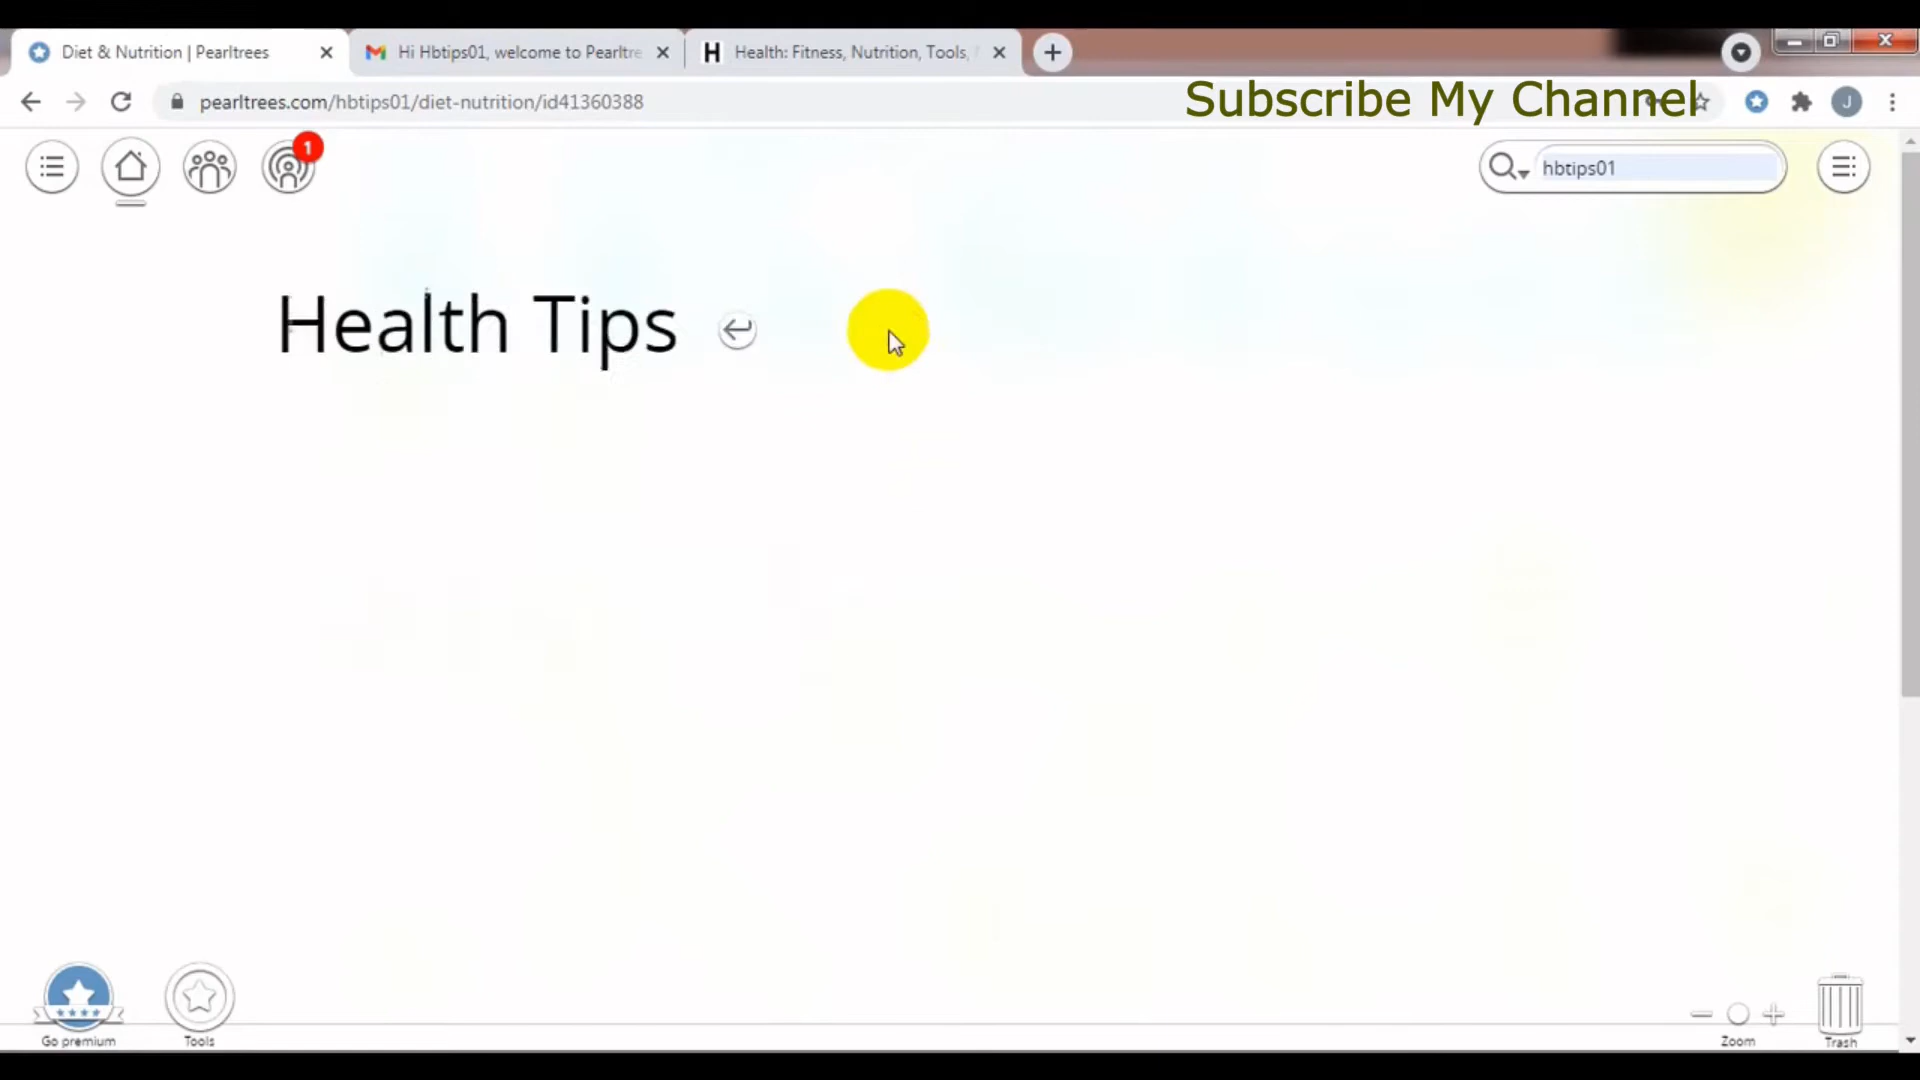 Diet & Nutrition | Pearltrees
Hi Hbtips01, welcome to Pearltre
Health: Fitness, Nutrition, Tools,
pearltrees.com/hbtips01/diet-nutrition/id41360388
Subscribe My Channel
J
1
hbtips01
Health Tips
Go premium
Tools
Zoom
Trash